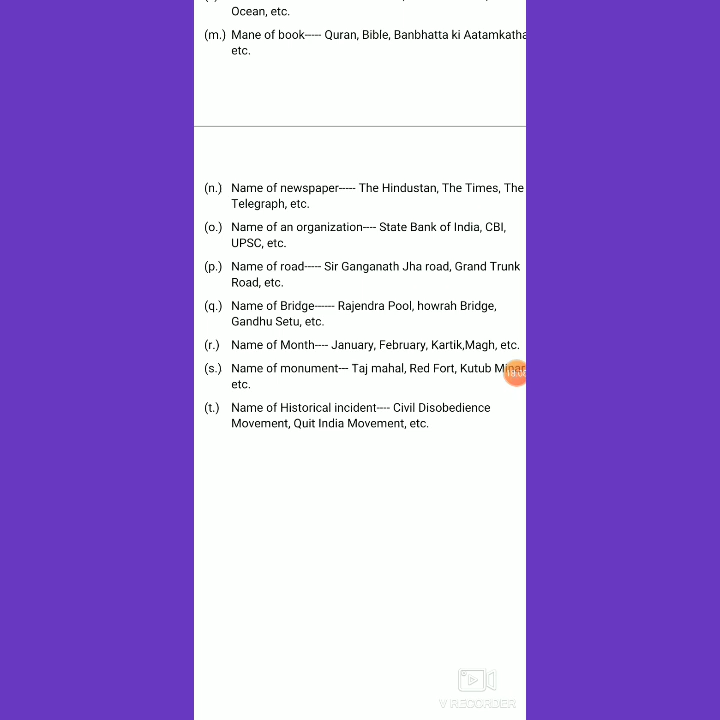 Ocean, etc.
(m.) Mane of book----- Quran, Bible, Banbhatta ki Aatamkatha
etc.
(n.) Name of newspaper----- The Hindustan, The Times, The
Telegraph, etc.
(o.) Name of an organization---- State Bank of India, CBI,
UPSC, etc.
(p.) Name of road----- Sir Ganganath Jha road, Grand Trunk
Road, etc.
(q.) Name of Bridge------ Rajendra Pool, howrah Bridge,
Gandhu Setu, etc.
(r.) Name of Month---- January, February, Kartik,Magh, etc.
(s.) Name of monument--- Taj mahal, Red Fort, Kutub Minar
etc.
(t.) Name of Historical incident---- Civil Disobedience
Movement, Quit India Movement, etc.
V RECORDER